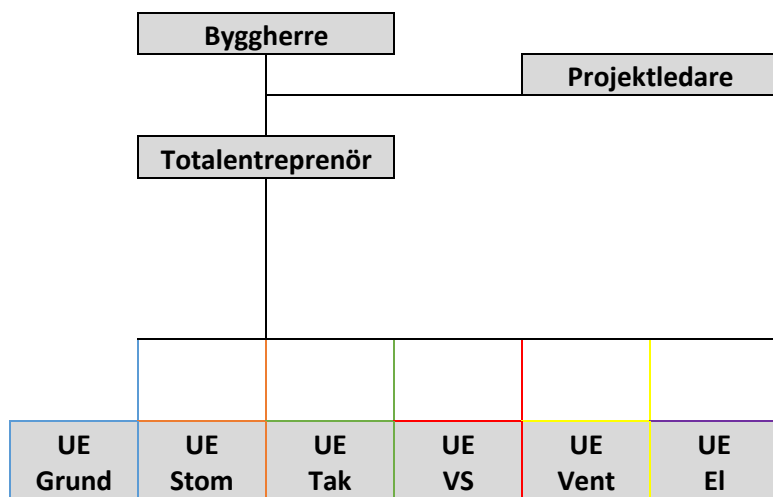 Byggherre
Projektledare
Totalentreprenör
UE UE UE UE UE UE
Grund Stom Tak VS Vent El